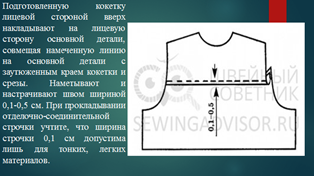 Подготовленную кокетку
лицевой стороной вверх
накладывают на лицевую
сторону основной детали,
совмещая намеченную линию
на основной детали с
заутюженным краем кокетки и
срезы. Наметывают и
настрачивают швом шириной
0,1-0,5 см. При прокладывании
отделочно-соединительной
строчки учтите, что ширина
строчки 0,1 см допустима
лишь для тонких, легких
материалов.
ШВЕЙНЫЙ
СОВЕТНИК
SEWINGADVISOR.RU
0,1–0,5